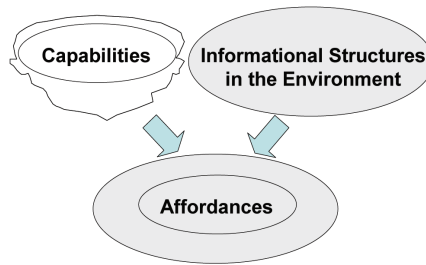 Capabilities
Informational Structures
in the Environment
Affordances